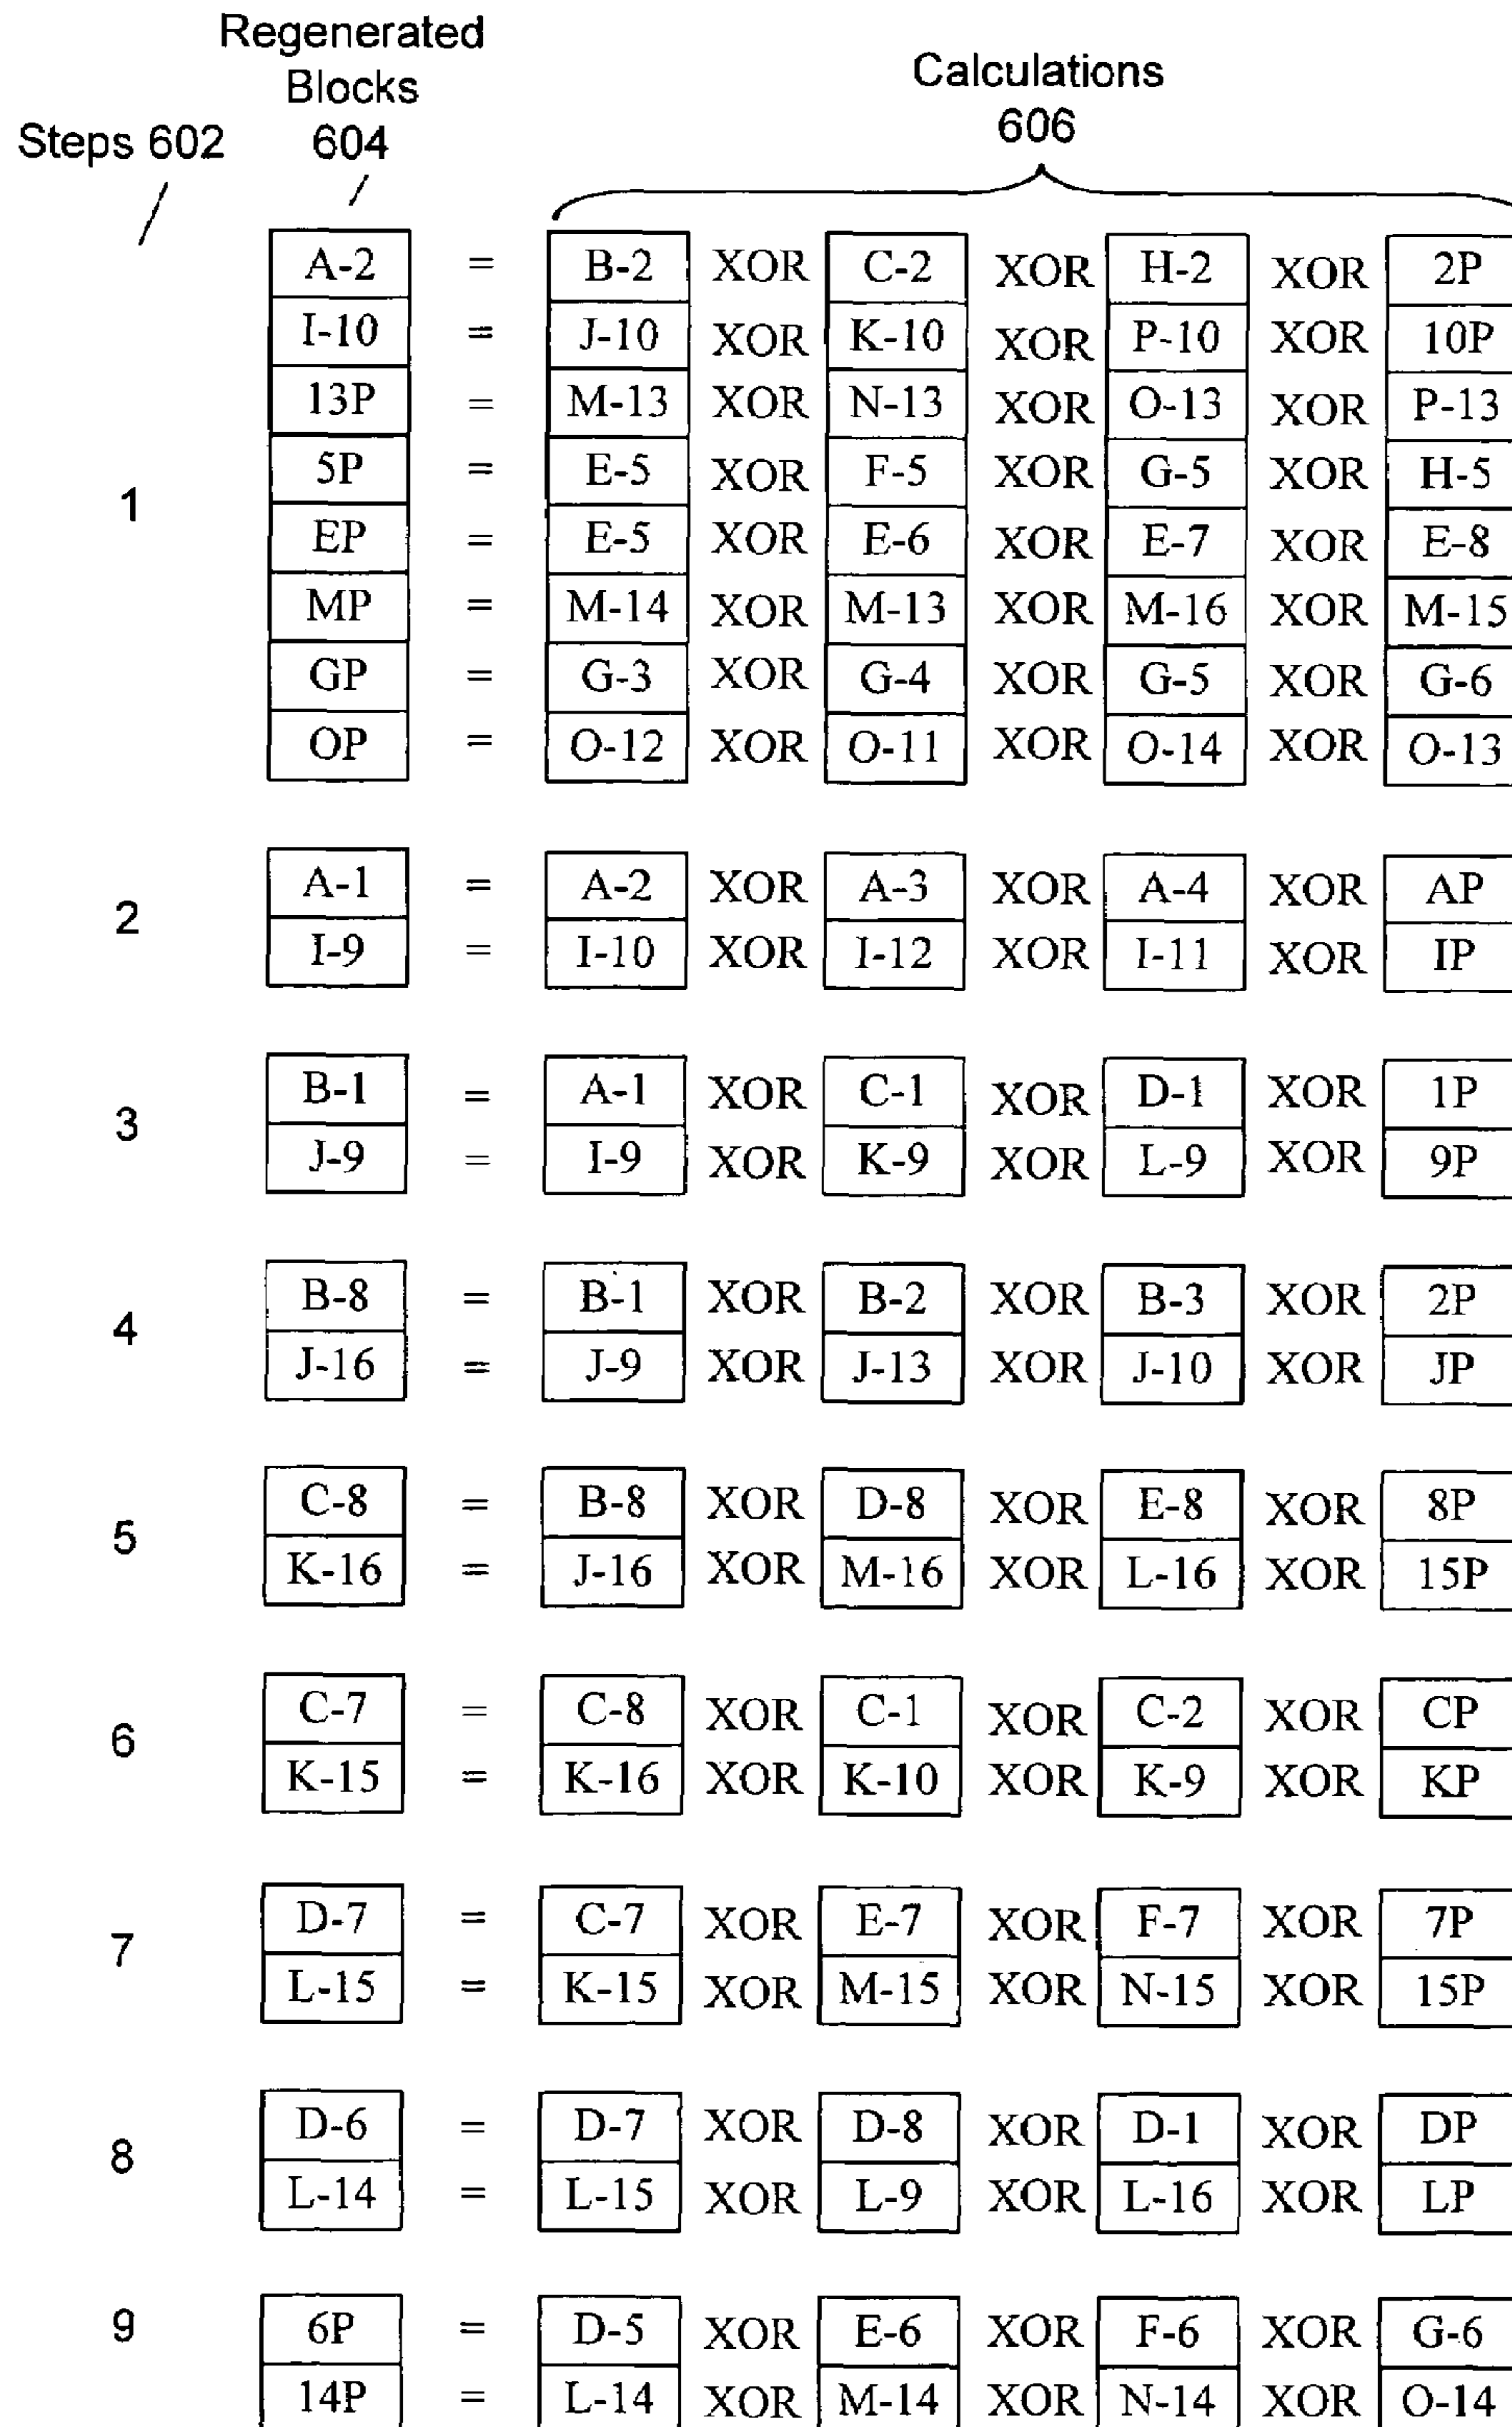 Regenerated
Blocks
Steps 602 604
Calculations
606
A-2 = B-2 XOR C-2 XOR H-2 XOR 2P
I-10 = J-10 XOR K-10 XOR P-10 XOR 10P
13P = M-13 XOR N-13 XOR O-13 XOR P-13
1 5P = E-5 XOR F-5 XOR G-5 XOR H-5
EP = E-5 XOR E-6 XOR E-7 XOR E-8
MP = M-14 XOR M-13 XOR M-16 XOR M-15
GP = G-3 XOR G-4 XOR G-5 XOR G-6
OP = O-12 XOR O-11 XOR O-14 XOR O-13
2 A-1 = A-2 XOR A-3 XOR A-4 XOR AP
I-9 = I-10 XOR I-12 XOR I-11 XOR IP
3 B-1 = A-1 XOR C-1 XOR D-1 XOR 1P
J-9 = I-9 XOR K-9 XOR L-9 XOR 9P
4 B-8 = B-1 XOR B-2 XOR B-3 XOR 2P
J-16 = J-9 XOR J-13 XOR J-10 XOR JP
5 C-8 = B-8 XOR D-8 XOR E-8 XOR 8P
K-16 = J-16 XOR M-16 XOR L-16 XOR 15P
6 C-7 = C-8 XOR C-1 XOR C-2 XOR CP
K-15 = K-16 XOR K-10 XOR K-9 XOR KP
7 D-7 = C-7 XOR E-7 XOR F-7 XOR 7P
L-15 = K-15 XOR M-15 XOR N-15 XOR 15P
8 D-6 = D-7 XOR D-8 XOR D-1 XOR DP
L-14 = L-15 XOR L-9 XOR L-16 XOR LP
9 6P = D-5 XOR E-6 XOR F-6 XOR G-6
14P = L-14 XOR M-14 XOR N-14 XOR O-14